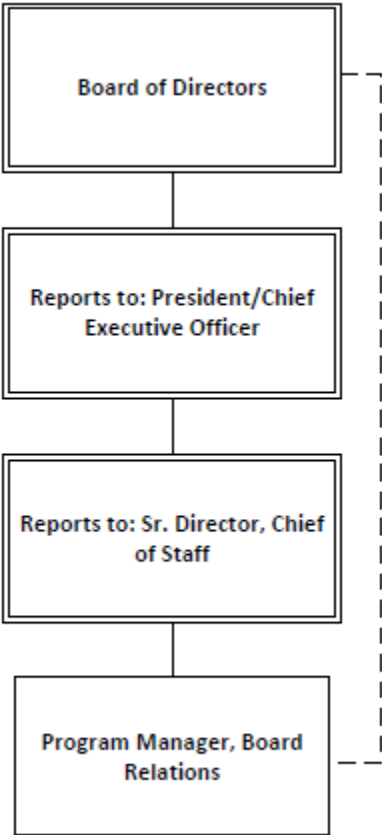 Board of Directors
Reports to: President/Chief
Executive Officer
Reports to: Sr. Director, Chief
of Staff
Program Manager, Board
Relations